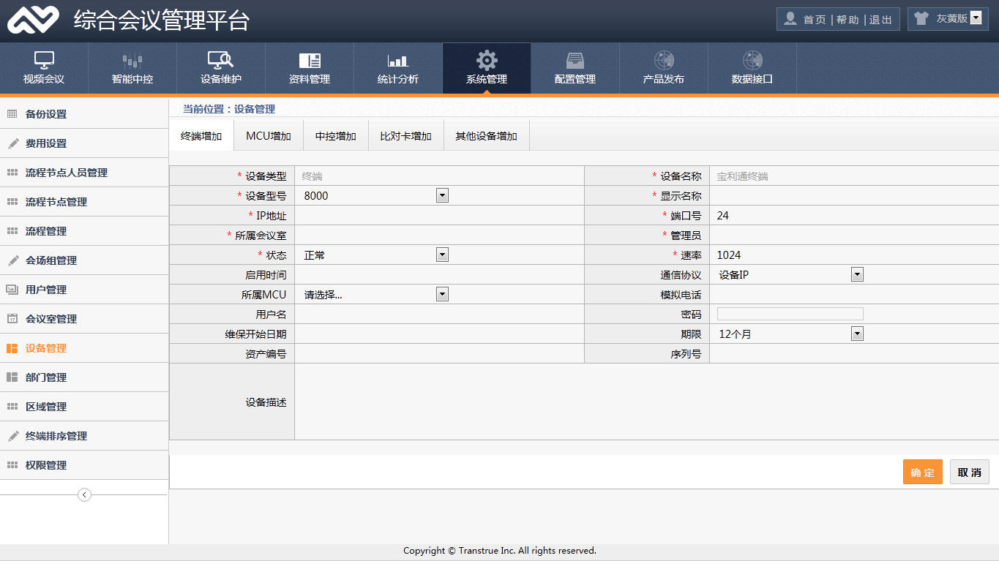 综合会议管理平台
首页 | 帮助 | 退出
灰黄版
视频会议 智能中控 设备维护 资料管理 统计分析 系统管理 配置管理 产品发布 数据接口
备份设置
费用设置
流程节点人员管理
流程节点管理
流程管理
会场组管理
用户管理
17 会议室管理
设备管理
部门管理
区域管理
终端排序管理
权限管理
当前位置：设备管理
终端增加 MCU增加 中控增加 比对卡增加 其他设备增加
* 设备类型 终端 * 设备名称 宝利通终端
* 设备型号 8000 * 显示名称
* IP地址 * 端口号 24
* 所属会议室 * 管理员
* 状态 正常 * 速率 1024
启用时间 通信协议 设备IP
所属MCU 请选择... 模拟电话
用户名 密码
维保开始日期 期限 12个月
资产编号 序列号
设备描述
确 定 取 消
Copyright © Transtrue Inc. All rights reserved.